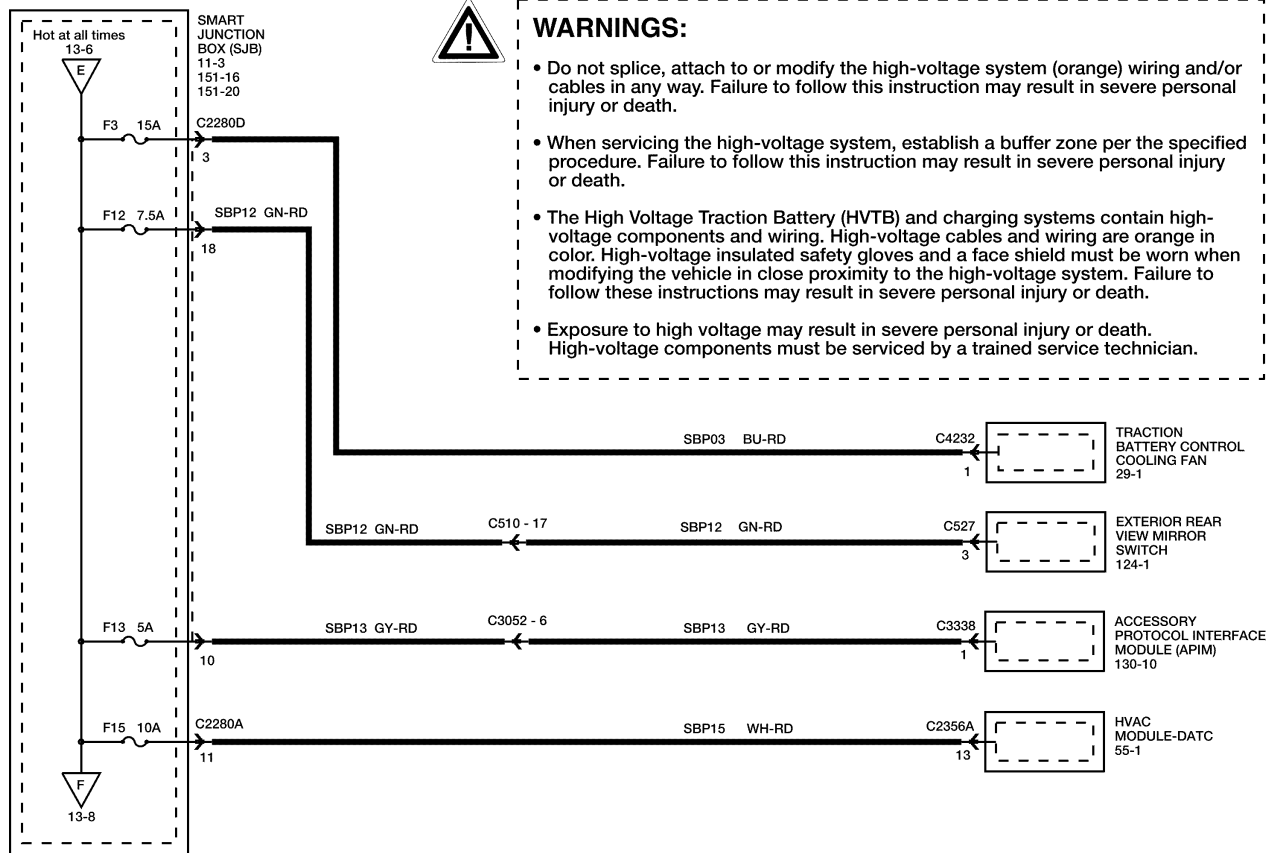 Hot at all times
13-6
E
SMART
JUNCTION
BOX (SJB)
11-3
151-16
151-20
WARNINGS:
• Do not splice, attach to or modify the high-voltage system (orange) wiring and/or
cables in any way. Failure to follow this instruction may result in severe personal
injury or death.
• When servicing the high-voltage system, establish a buffer zone per the specified
procedure. Failure to follow this instruction may result in severe personal injury
or death.
• The High Voltage Traction Battery (HVTB) and charging systems contain high-
voltage components and wiring. High-voltage cables and wiring are orange in
color. High-voltage insulated safety gloves and a face shield must be worn when
modifying the vehicle in close proximity to the high-voltage system. Failure to
follow these instructions may result in severe personal injury or death.
• Exposure to high voltage may result in severe personal injury or death.
High-voltage components must be serviced by a trained service technician.
F3 15A C2280D
3
F12 7.5A SBP12 GN-RD
18
SBP03 BU-RD C4232
1
TRACTION
BATTERY CONTROL
COOLING FAN
29-1
SBP12 GN-RD C510 - 17 SBP12 GN-RD C527
3
EXTERIOR REAR
VIEW MIRROR
SWITCH
124-1
F13 5A SBP13 GY-RD C3052 - 6 SBP13 GY-RD C3338
10 1
ACCESSORY
PROTOCOL INTERFACE
MODULE (APIM)
130-10
F15 10A C2280A SBP15 WH-RD C2356A
11 13
HVAC
MODULE-DATC
55-1
F
13-8